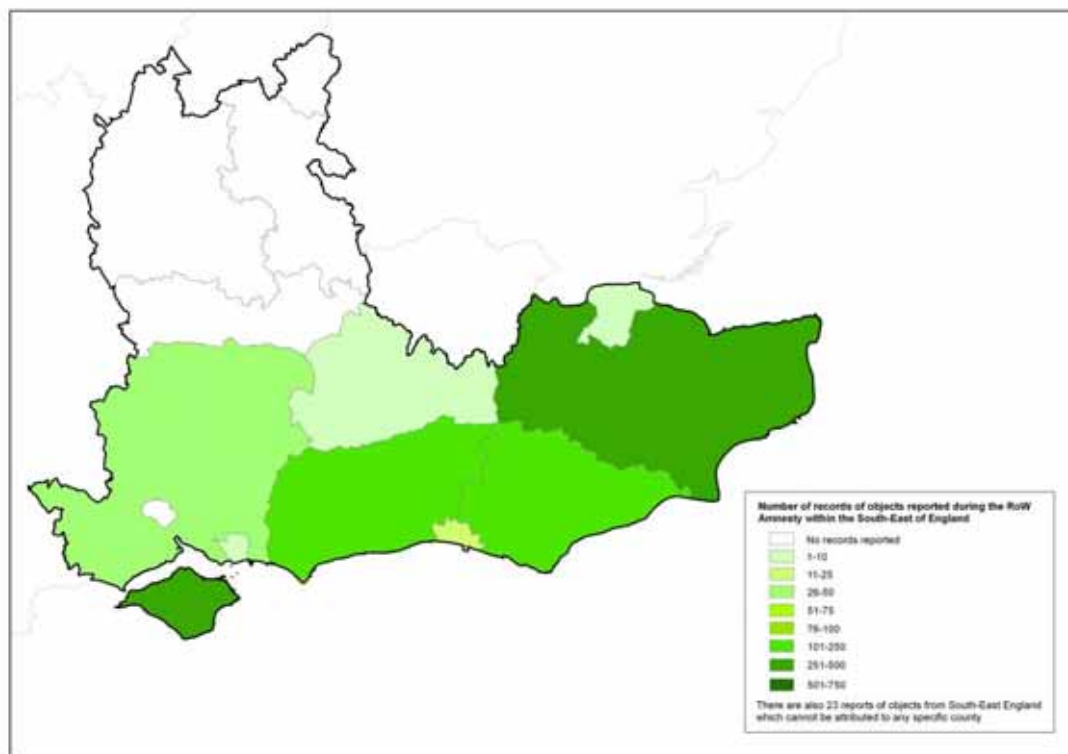 Number of records of objects reported during the RoW
Amnesty within the South-East of England
No records reported
1-10
11-25
26-50
51-75
76-100
101-250
251-500
501-750
There are also 23 reports of objects from South-East England
which cannot be attributed to any specific county